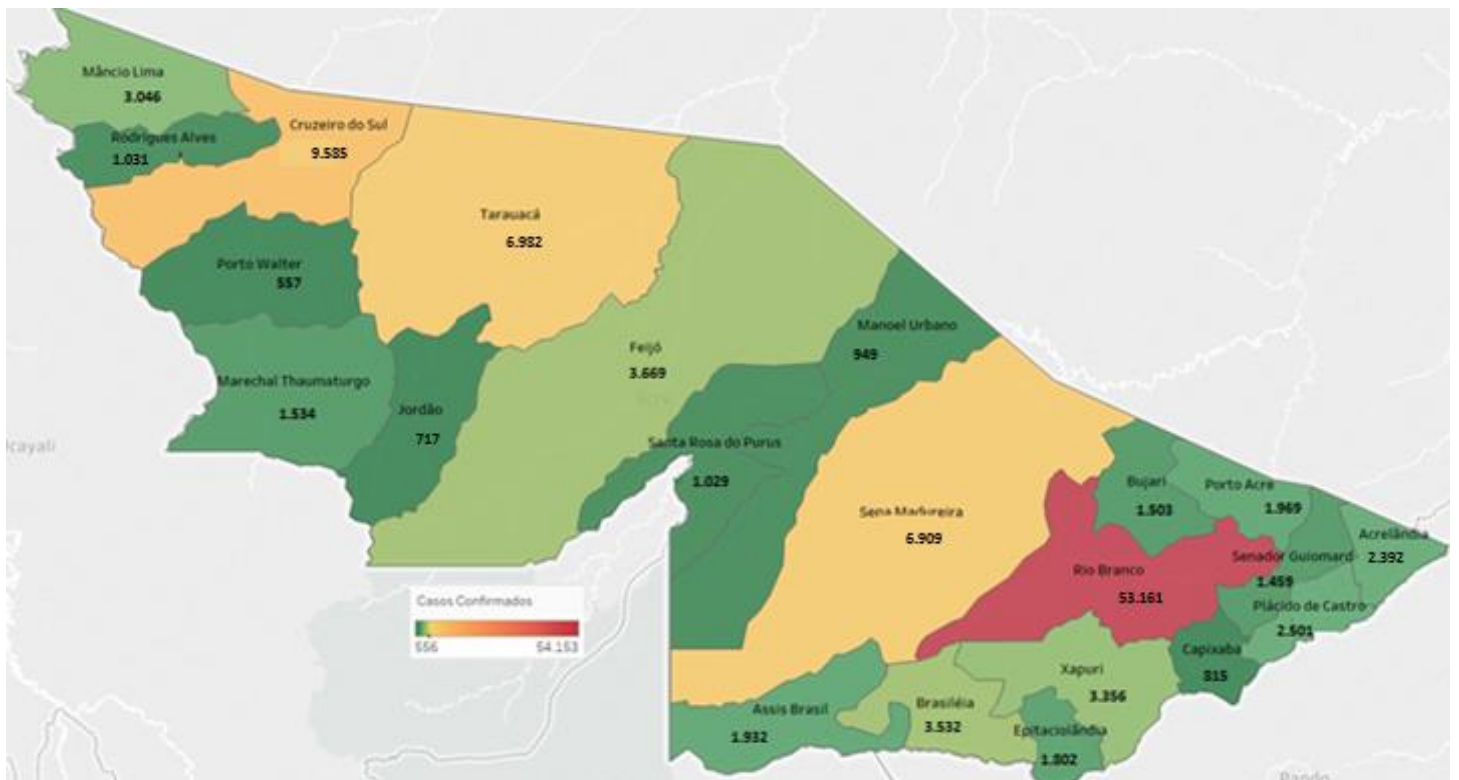 Mâncio Lima
3.046
Rodrigues Alves
1.031
Cruzeiro do Sul
9.585
Tarauacá
6.982
Porto Walter
557
Feijó
3.669
Manoel Urbano
949
Marechal Thaumaturgo
1.534
Jordão
717
Santa Rosa do Purus
1.029
Sena Madureira
6.909
Bujari
1.503
Porto Acre
1.969
Acrelândia
2.392
Senador Guiomard
1.459
Rio Branco
53.161
Plácido de Castro
2.501
Capixaba
815
Xapuri
3.356
Brasiléia
3.532
Assis Brasil
1.932
Epitaciolândia
1.802
Casos Confirmados
556 54.153
Ucayali
Pando